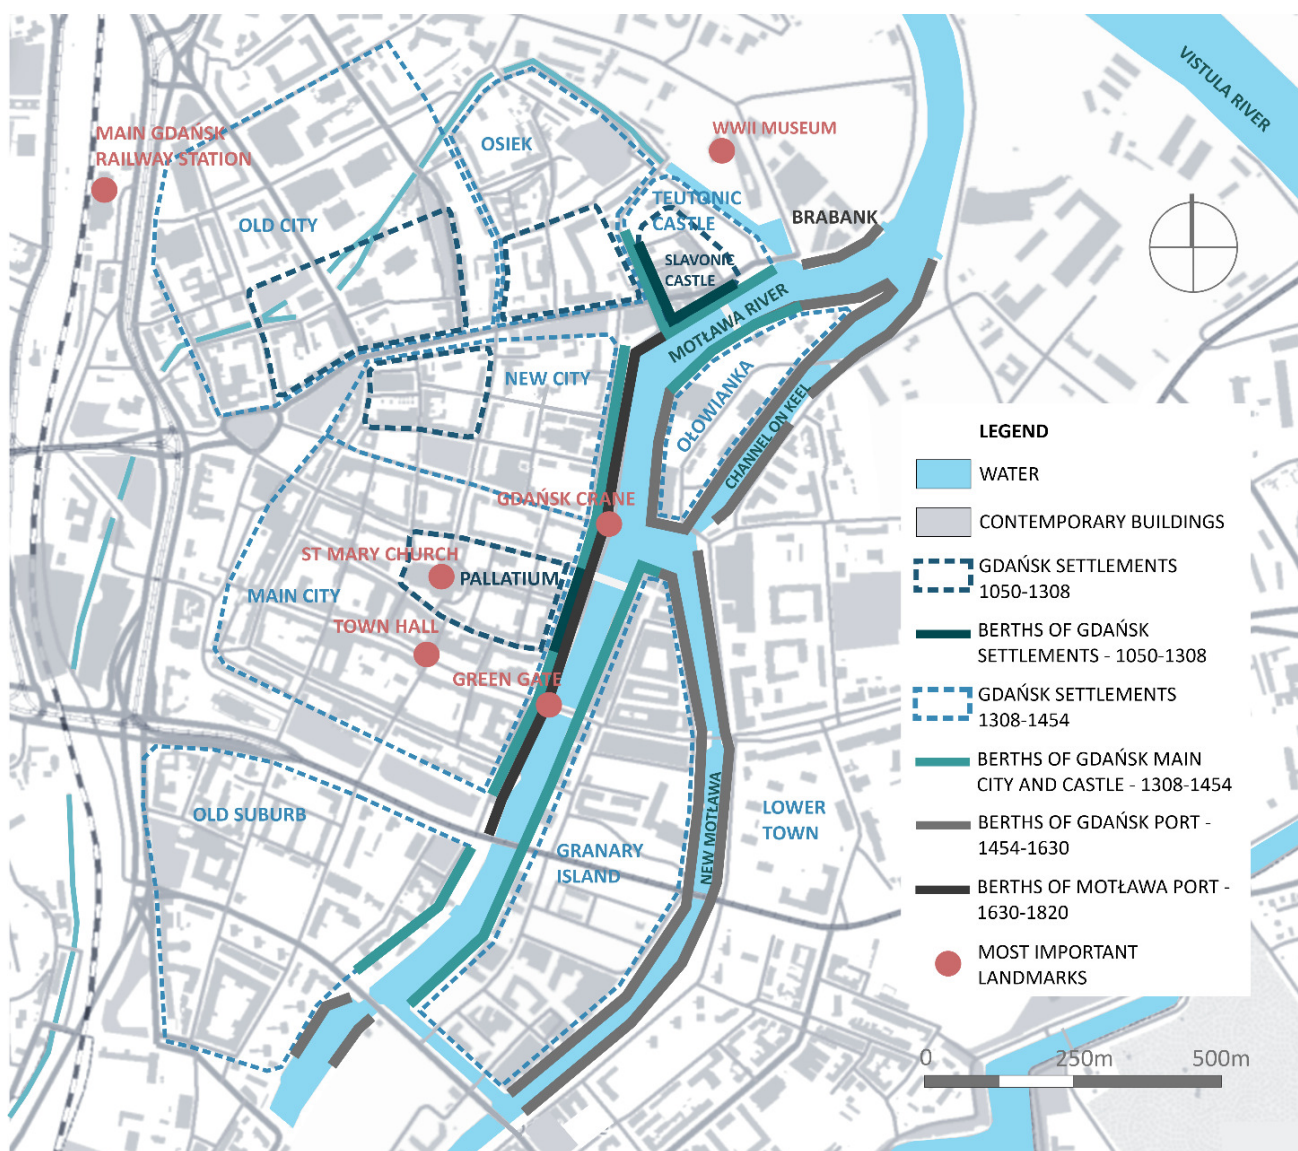 VISTULA RIVER
MAIN GDAŃSK
RAILWAY STATION
WWII MUSEUM
OSIEK
TEUTONIC
CASTLE
OLD CITY
BRABANK
SLAVONIC
CASTLE
MOTŁAWA RIVER
NEW CITY
OŁOWIANKA
CHANNEL ON KEEL
GDAŃSK CRANE
ST MARY CHURCH
PALLATIUM
MAIN CITY
TOWN HALL
GREEN GATE
OLD SUBURB
GRANARY
ISLAND
NEW MOTŁAWA
LOWER
TOWN
LEGEND
WATER
CONTEMPORARY BUILDINGS
GDAŃSK SETTLEMENTS
1050-1308
BERTHS OF GDAŃSK
SETTLEMENTS - 1050-1308
GDAŃSK SETTLEMENTS
1308-1454
BERTHS OF GDAŃSK MAIN
CITY AND CASTLE - 1308-1454
BERTHS OF GDAŃSK PORT -
1454-1630
BERTHS OF MOTŁAWA PORT -
1630-1820
MOST IMPORTANT
LANDMARKS
0 250m 500m